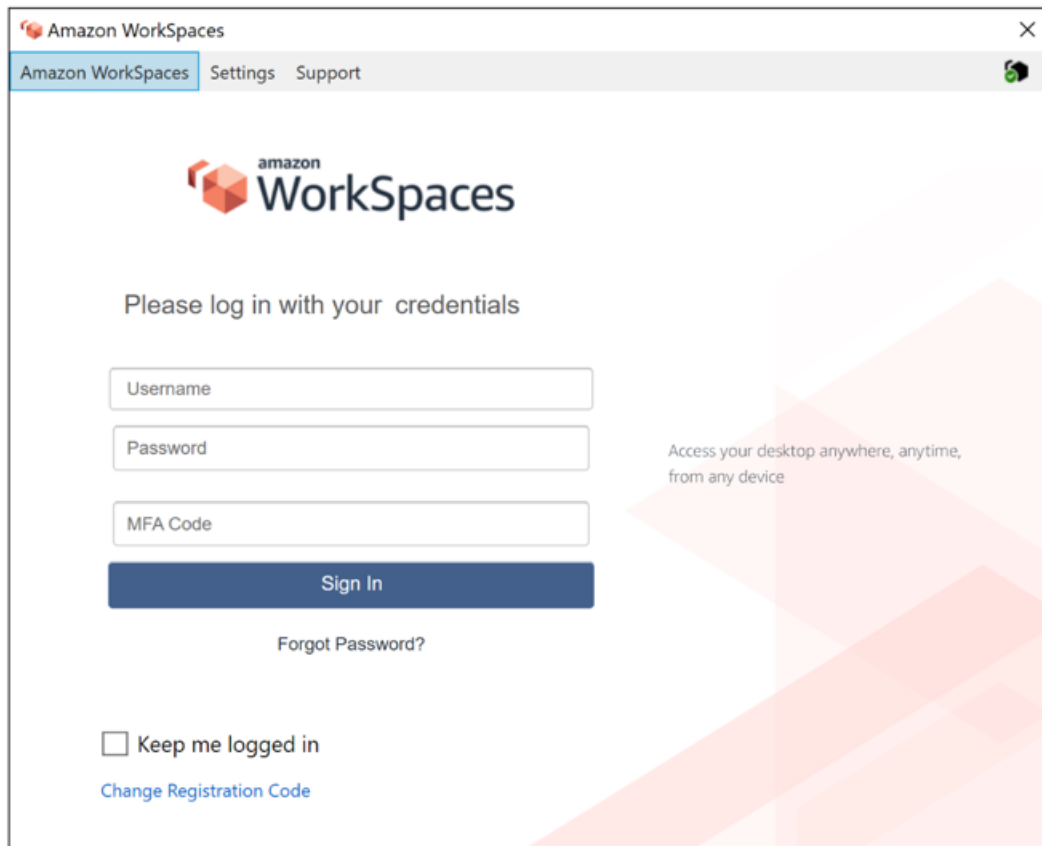 Amazon WorkSpaces
Amazon WorkSpaces Settings Support
amazon
WorkSpaces
Please log in with your credentials
Username
Password
MFA Code
Sign In
Forgot Password?
Keep me logged in
Change Registration Code
Access your desktop anywhere, anytime,
from any device